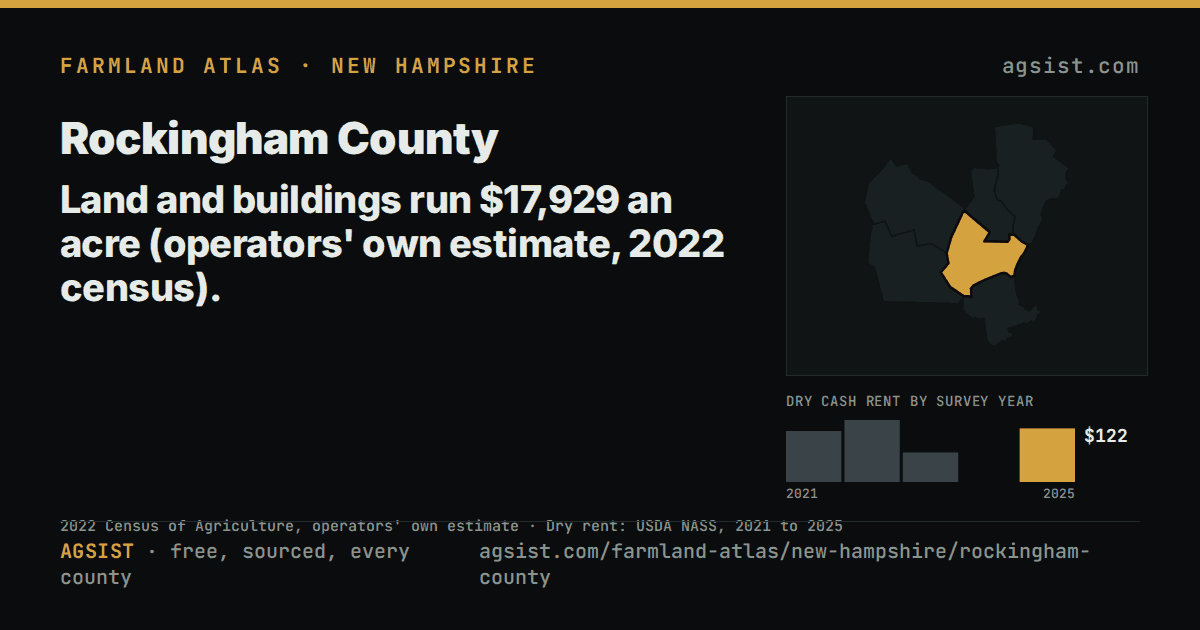 FARMLAND ATLAS · NEW HAMPSHIRE
agsist.com
Rockingham County
Land and buildings run $17,929 an
acre (operators' own estimate, 2022
census).
DRY CASH RENT BY SURVEY YEAR
$122
2021
2025
2022 Census of Agriculture, operators' own estimate · Dry rent: USDA NASS, 2021 to 2025
AGSIST · free, sourced, every
county
agsist.com/farmland-atlas/new-hampshire/rockingham-
county